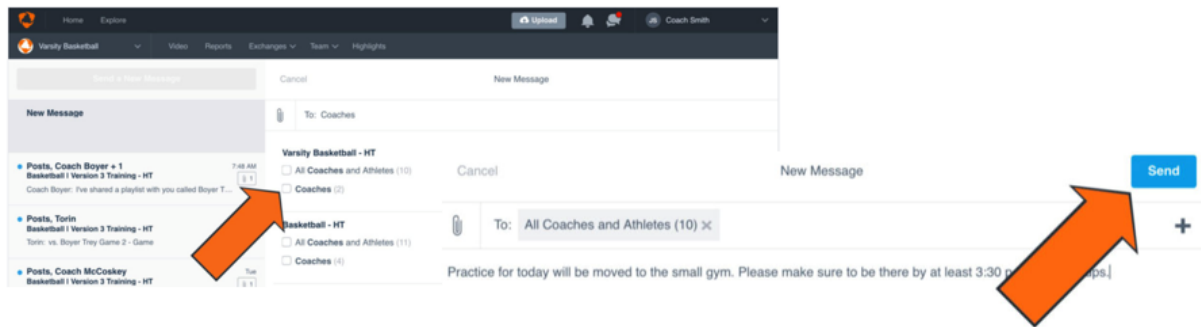 Home Explore Upload JS Coach Smith
Varsity Basketball Video Reports Exchanges Team Highlights
Send a New Message
Cancel New Message
New Message
To: Coaches
Posts, Coach Boyer + 1 7:48 AM
Basketball | Version 3 Training - HT 1
Coach Boyer: I've shared a playlist with you called Boyer T...
Posts, Torin
Basketball | Version 3 Training - HT
Torin: vs. Boyer Trey Game 2 - Game
Posts, Coach McCoskey Tue
Basketball | Version 3 Training - HT 1
Varsity Basketball - HT
All Coaches and Athletes (10)
Coaches (2)
Basketball - HT
All Coaches and Athletes (11)
Coaches (4)
Cancel New Message Send
To: All Coaches and Athletes (10)
Practice for today will be moved to the small gym. Please make sure to be there by at least 3:30